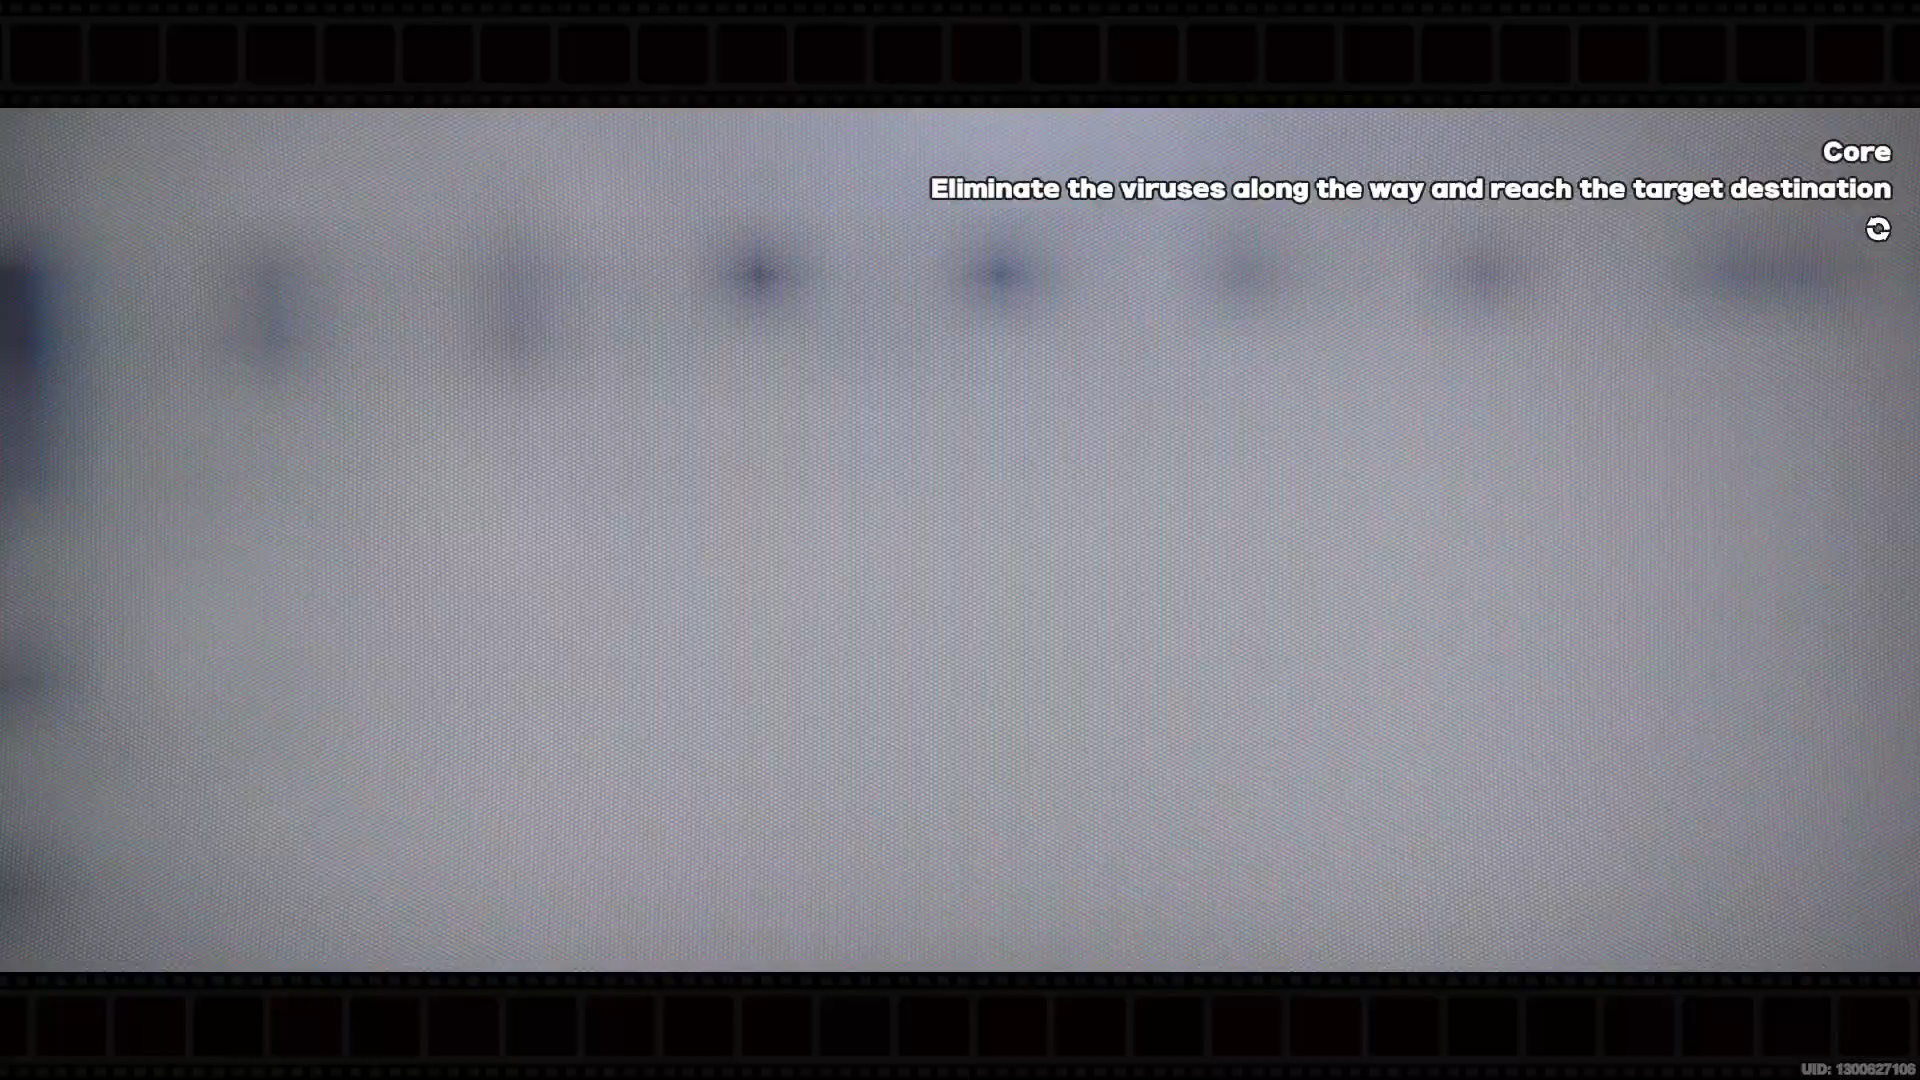 Core
Eliminate the viruses along the way and reach the target destination
UID: 1300627106